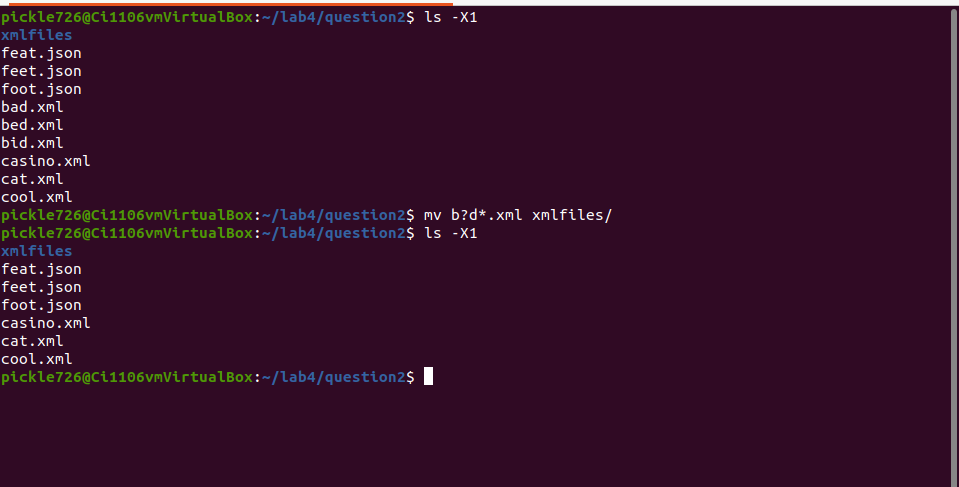 pickle726@Ci1106vmVirtualBox:~/lab4/question2$ ls -X1
xmlfiles
feat.json
feet.json
foot.json
bad.xml
bed.xml
bid.xml
casino.xml
cat.xml
cool.xml
pickle726@Ci1106vmVirtualBox:~/lab4/question2$ mv b?d*.xml xmlfiles/
pickle726@Ci1106vmVirtualBox:~/lab4/question2$ ls -X1
xmlfiles
feat.json
feet.json
foot.json
casino.xml
cat.xml
cool.xml
pickle726@Ci1106vmVirtualBox:~/lab4/question2$